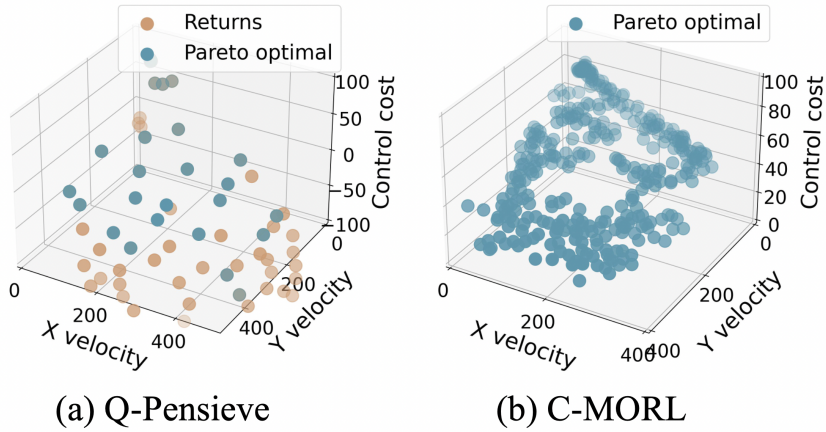 Returns
Pareto optimal
100
50
0
−50
−100
Control cost
0
200
400
Y velocity
0
200
400
X velocity
(a) Q-Pensieve
Pareto optimal
100
80
60
40
20
0
Control cost
0
200
400
Y velocity
0
200
400
X velocity
(b) C-MORL